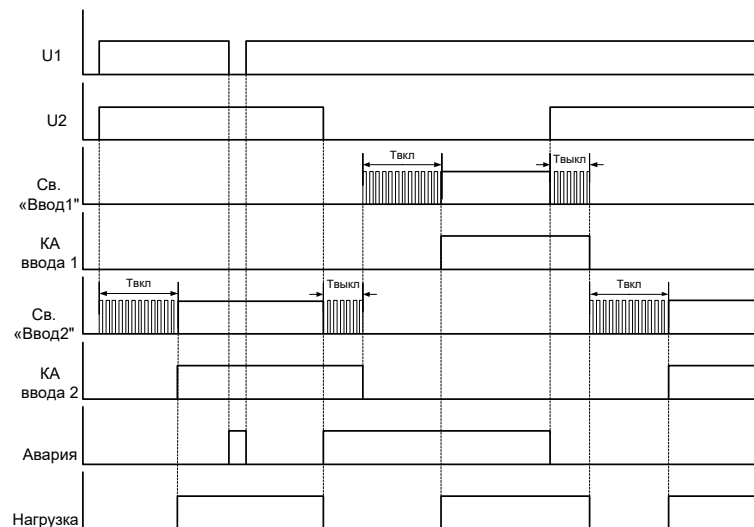 U1
U2
Твкл
Твыкл
Св.
«Ввод1"
КА
ввода 1
Твкл
Твыкл
Твкл
Св.
«Ввод2"
КА
ввода 2
Авария
Нагрузка